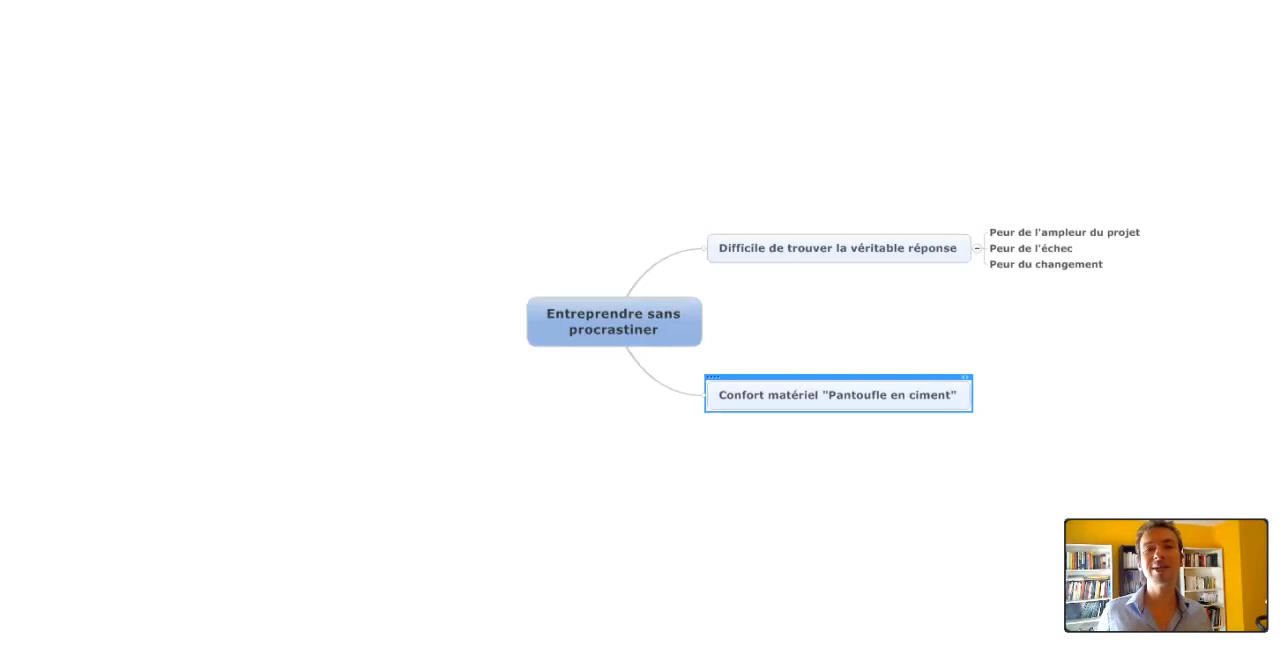 Difficile de trouver la véritable réponse
Peur de l'ampleur du projet
Peur de l'échec
Peur du changement
Entreprendre sans
procrastiner
Confort matériel "Pantoufle en ciment"